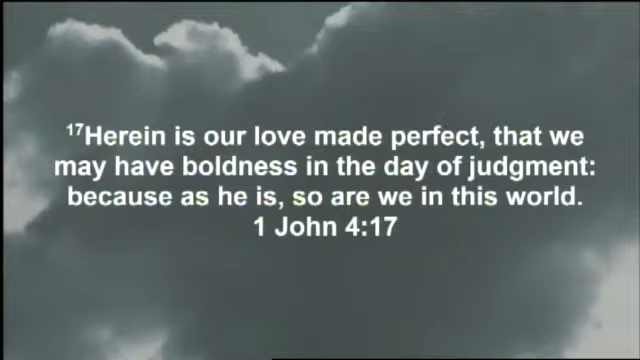 17Herein is our love made perfect, that we
may have boldness in the day of judgment:
because as he is, so are we in this world.
1 John 4:17